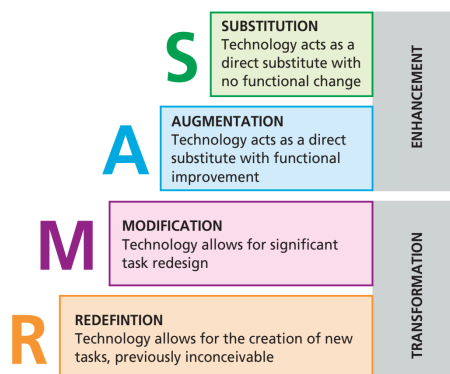 S
SUBSTITUTION
Technology acts as a
direct substitute with
no functional change
A
AUGMENTATION
Technology acts as a direct
substitute with functional
improvement
ENHANCEMENT
M
MODIFICATION
Technology allows for significant
task redesign
R
REDEFINTION
Technology allows for the creation of new
tasks, previously inconceivable
TRANSFORMATION